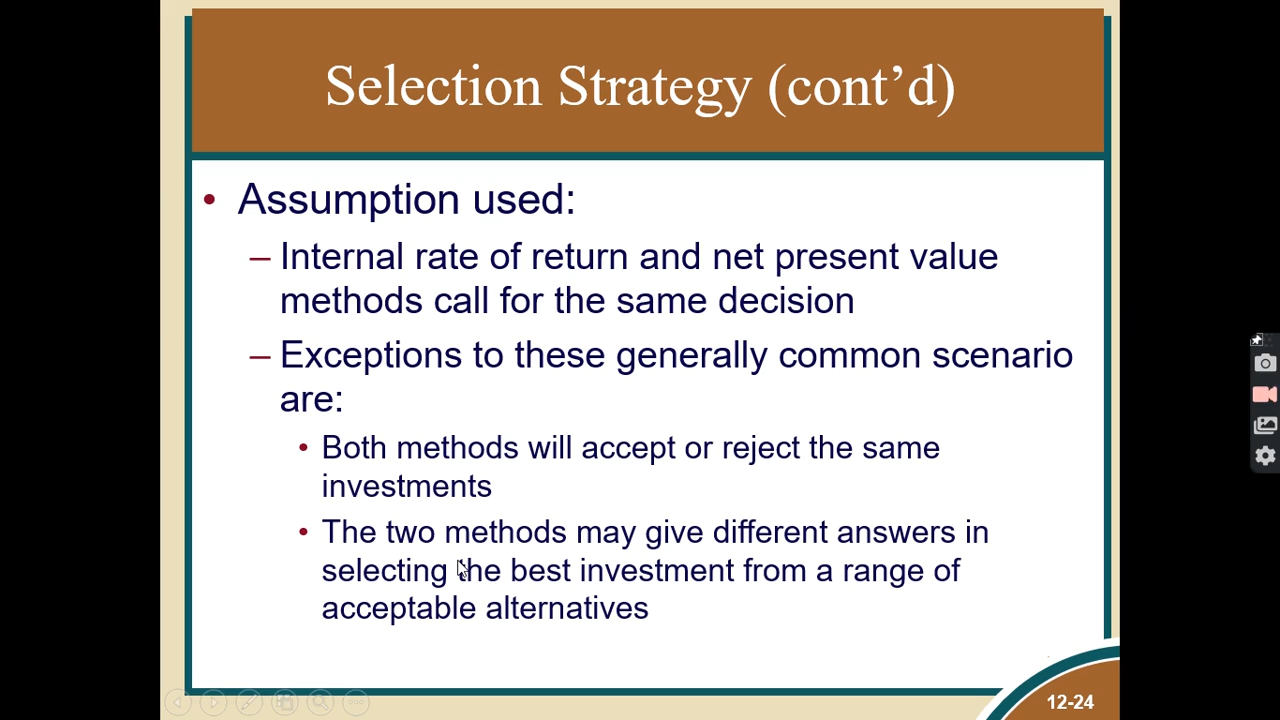 Selection Strategy (cont’d)
• Assumption used:
– Internal rate of return and net present value
methods call for the same decision
– Exceptions to these generally common scenario
are:
• Both methods will accept or reject the same
investments
• The two methods may give different answers in
selecting the best investment from a range of
acceptable alternatives
12-24